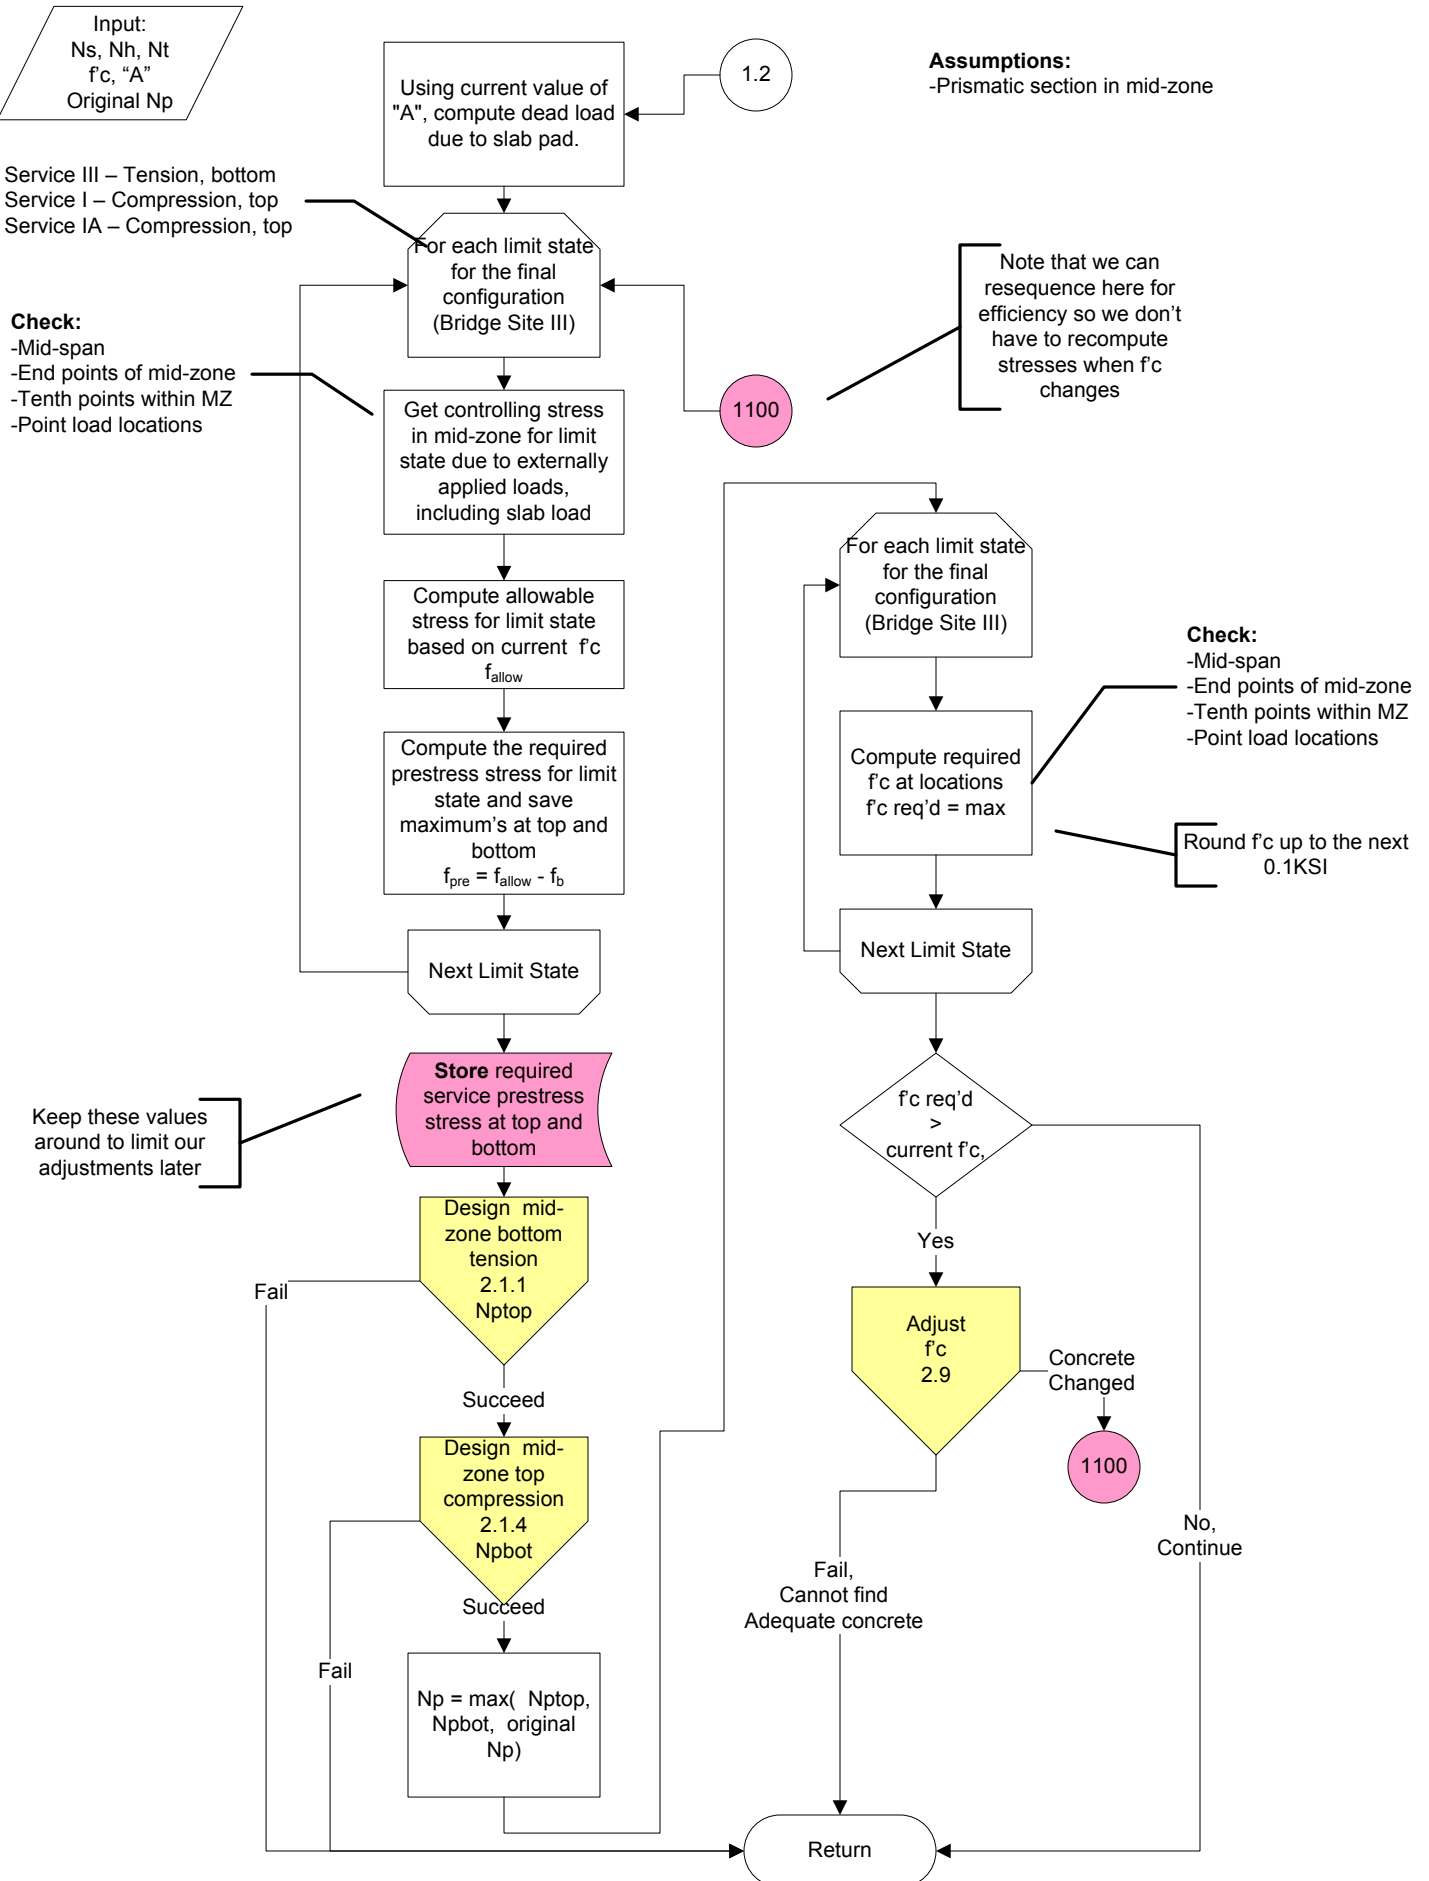 Input:
Ns, Nh, Nt
f'c, “A”
Original Np
Using current value of
"A", compute dead load
due to slab pad.
1.2
Assumptions:
-Prismatic section in mid-zone
Service III – Tension, bottom
Service I – Compression, top
Service IA – Compression, top
For each limit state
for the final
configuration
(Bridge Site III)
Note that we can
resequence here for
efficiency so we don’t
have to recompute
stresses when f’c
changes
Check:
-Mid-span
-End points of mid-zone
-Tenth points within MZ
-Point load locations
1100
Get controlling stress
in mid-zone for limit
state due to externally
applied loads,
including slab load
Compute allowable
stress for limit state
based on current f'c
fallow
Compute the required
prestress stress for limit
state and save
maximum’s at top and
bottom
fpre = fallow - fb
Next Limit State
Store required
service prestress
stress at top and
bottom
Keep these values
around to limit our
adjustments later
Design mid-
zone bottom
tension
2.1.1
Nptop
Fail
Succeed
Design mid-
zone top
compression
2.1.4
Npbot
Succeed
Fail
Np = max( Nptop,
Npbot, original
Np)
For each limit state
for the final
configuration
(Bridge Site III)
Check:
-Mid-span
-End points of mid-zone
-Tenth points within MZ
-Point load locations
Compute required
f'c at locations
f'c req'd = max
Round f’c up to the next
0.1KSI
Next Limit State
f'c req'd
>
current f'c,
Yes
Adjust
f'c
2.9
Concrete
Changed
1100
No,
Continue
Fail,
Cannot find
Adequate concrete
Return